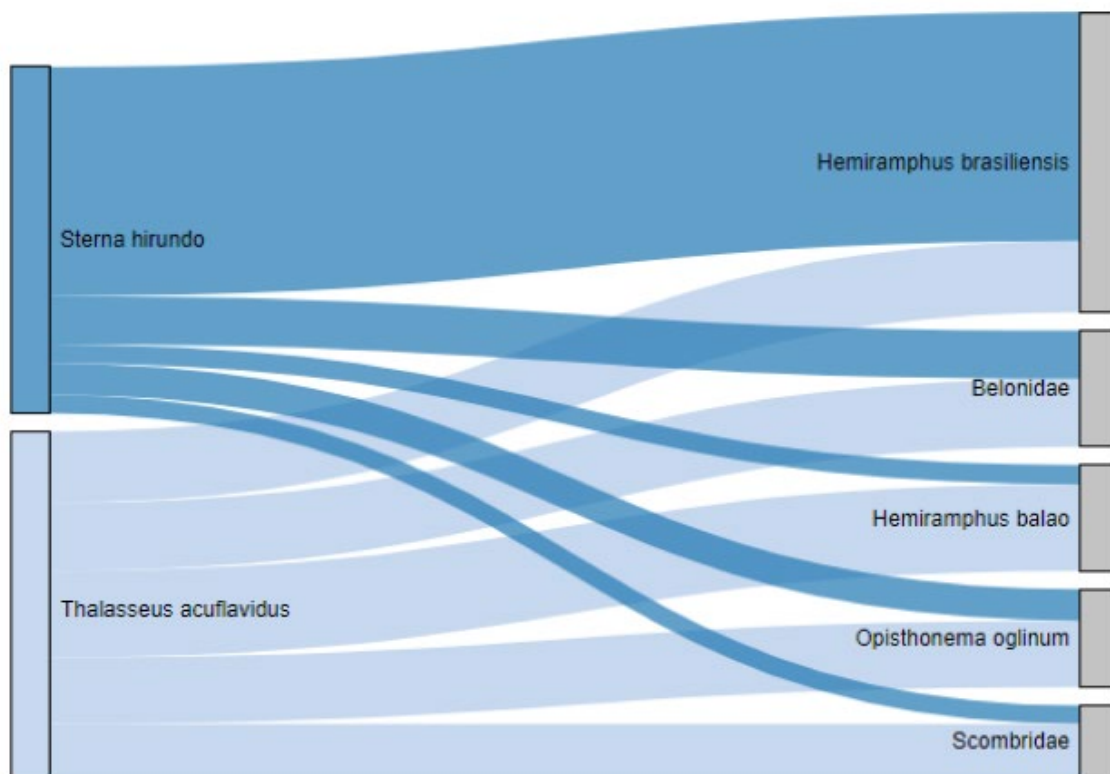 Hemiramphus brasiliensis
Sterna hirundo
Belonidae
Hemiramphus balao
Thalasseus acuflavidus
Opisthonema oglinum
Scombridae